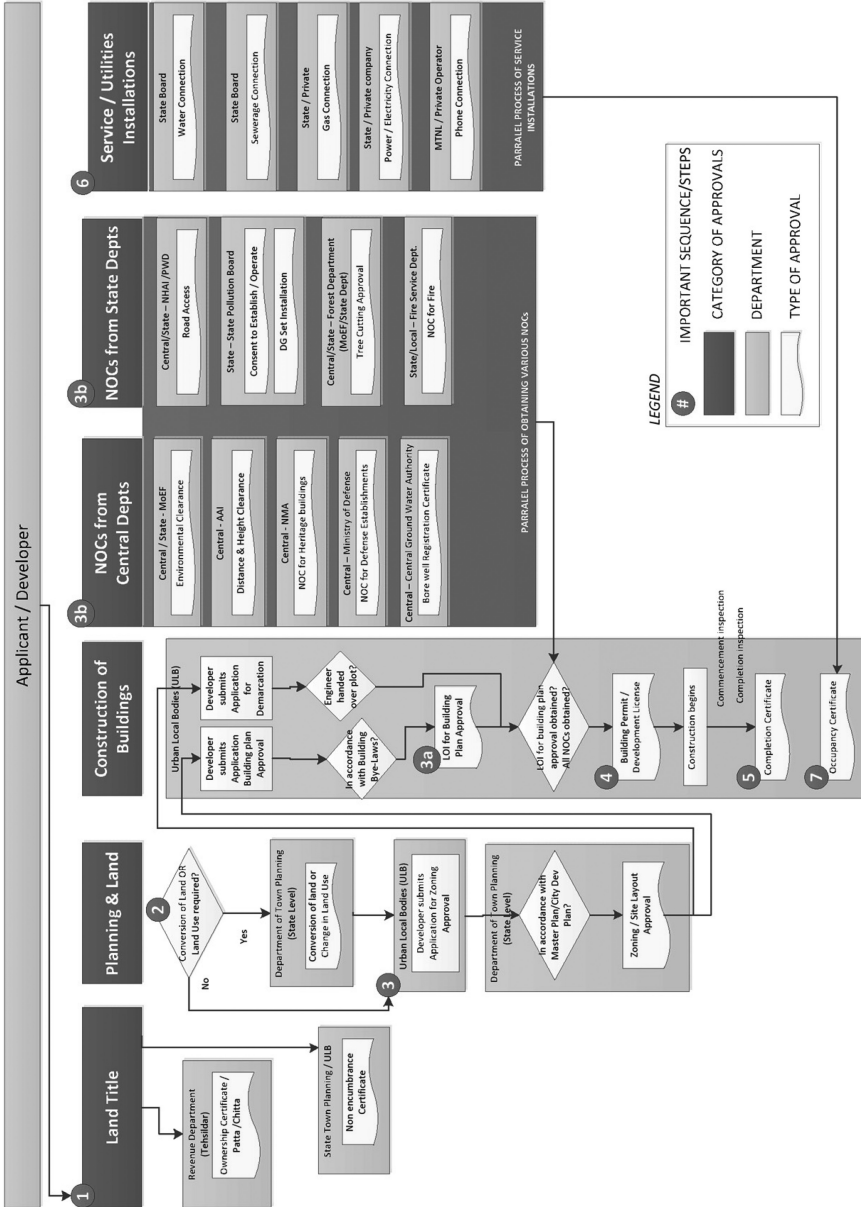 Applicant / Developer
1
Land Title
Revenue Department
(Tehsildar)
Ownership Certificate /
Patta /Chitta
State Town Planning / ULB
Non encumbrance
Certificate
Planning & Land
2
Conversion of Land OR
Land Use required?
No
Yes
Department of Town Planning
(State Level)
Conversion of land or
Change in Land Use
3
Urban Local Bodies (ULB)
Developer submits
Application for Zoning
Approval
Department of Town Planning
(State Level)
In accordance with
Master Plan/City Dev
Plan?
Zoning / Site Layout
Approval
Construction of
Buildings
Urban Local Bodies (ULB)
Developer
submits
Application
Building plan
Approval
Developer
submits
Application
for
Demarcation
In accordance
with Building
Bye-Laws?
Engineer
handed
over plot?
3a
LOI for Building
Plan Approval
LOI for building plan
approval obtained?
All NOCs obtained?
4
Building Permit /
Development License
Construction begins
Commencement inspection
Completion inspection
5
Completion Certificate
7
Occupancy Certificate
3b
NOCs from
Central Depts
Central / State - MoEF
Environmental Clearance
Central - AAI
Distance & Height Clearance
Central - NMA
NOC for Heritage buildings
Central – Ministry of Defense
NOC for Defense Establishments
Central – Central Ground Water Authority
Bore well Registration Certificate
3b
NOCs from State Depts
Central/State – NHAI /PWD
Road Access
State – State Pollution Board
Consent to Establish / Operate
DG Set Installation
Central/State – Forest Department
(MoEF/State Dept)
Tree Cutting Approval
State/Local – Fire Service Dept.
NOC for Fire
PARRALEL PROCESS OF OBTAINING VARIOUS NOCs
6
Service / Utilities
Installations
State Board
Water Connection
State Board
Sewerage Connection
State / Private
Gas Connection
State / Private company
Power / Electricity Connection
MTNL / Private Operator
Phone Connection
PARRALEL PROCESS OF SERVICE
INSTALLATIONS
LEGEND
# IMPORTANT SEQUENCE/STEPS
CATEGORY OF APPROVALS
DEPARTMENT
TYPE OF APPROVAL